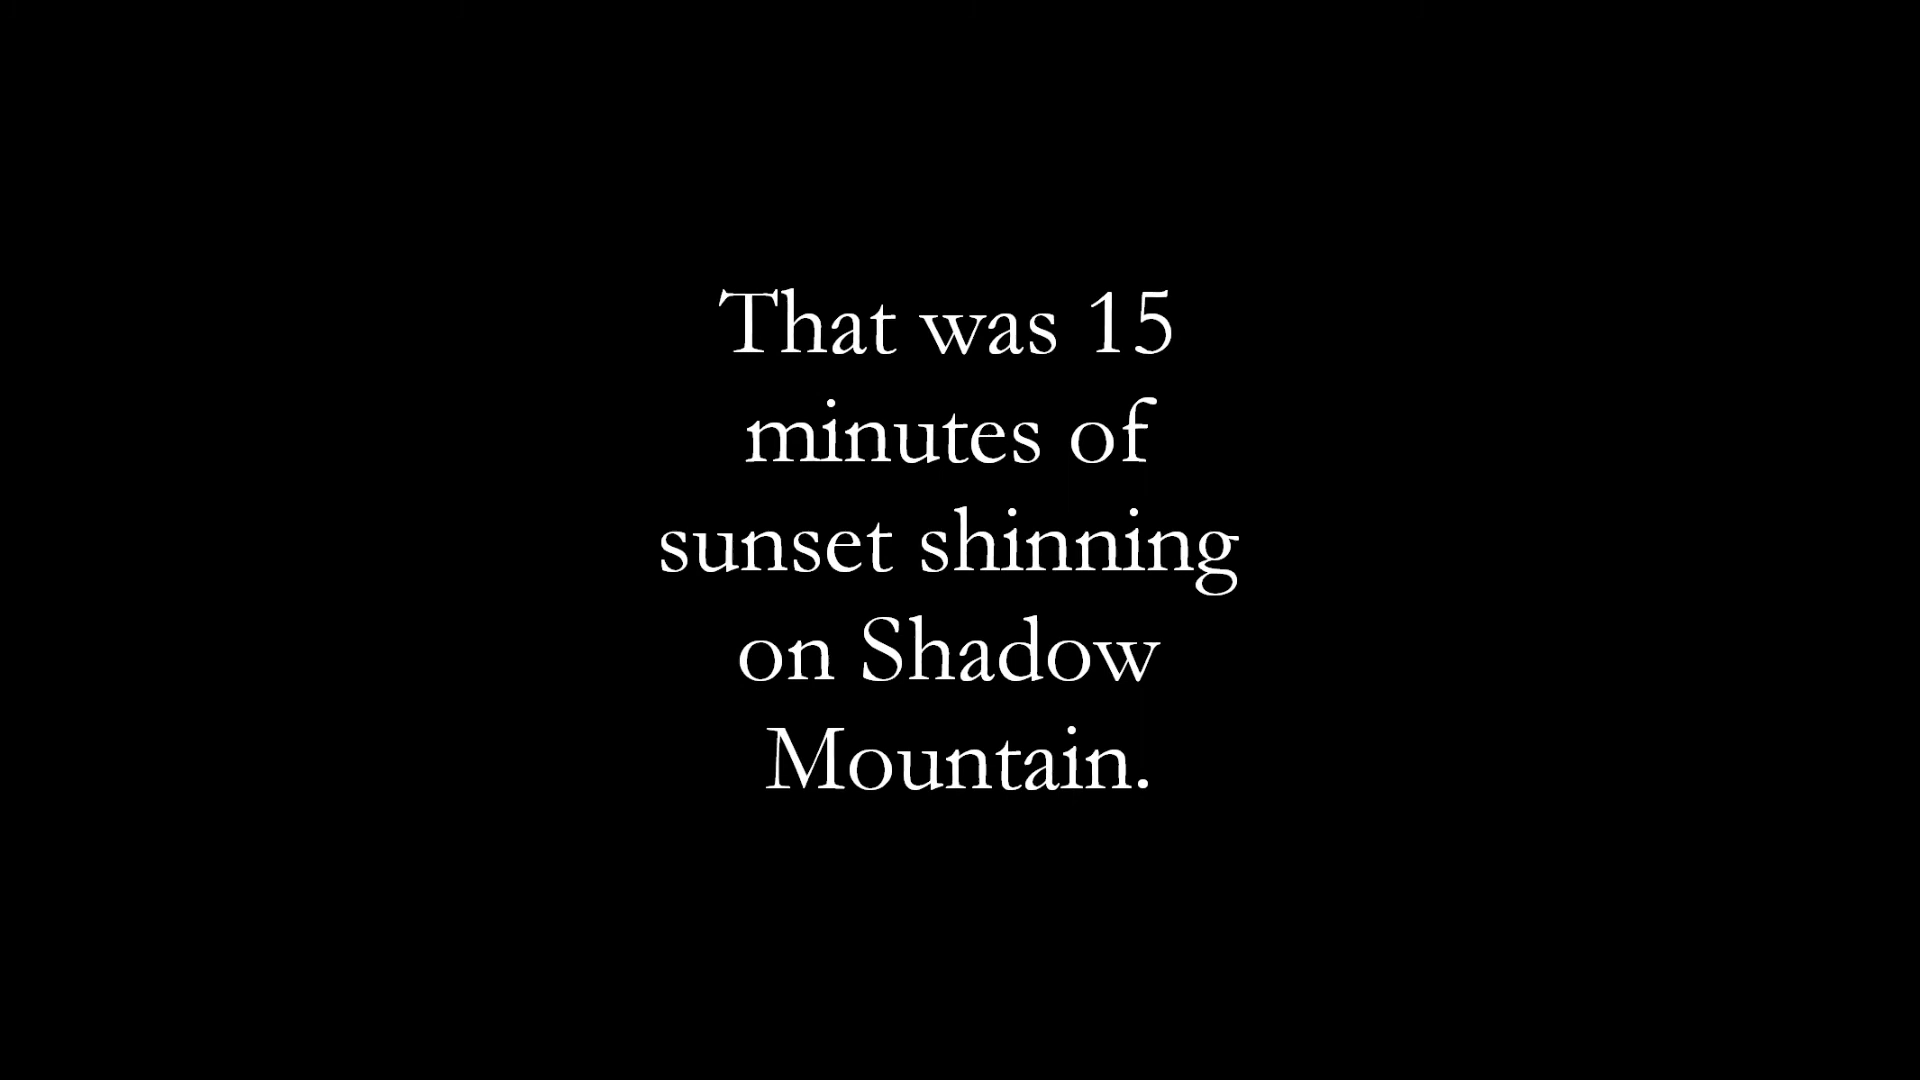 That was 15
minutes of
sunset shinning
on Shadow
Mountain.